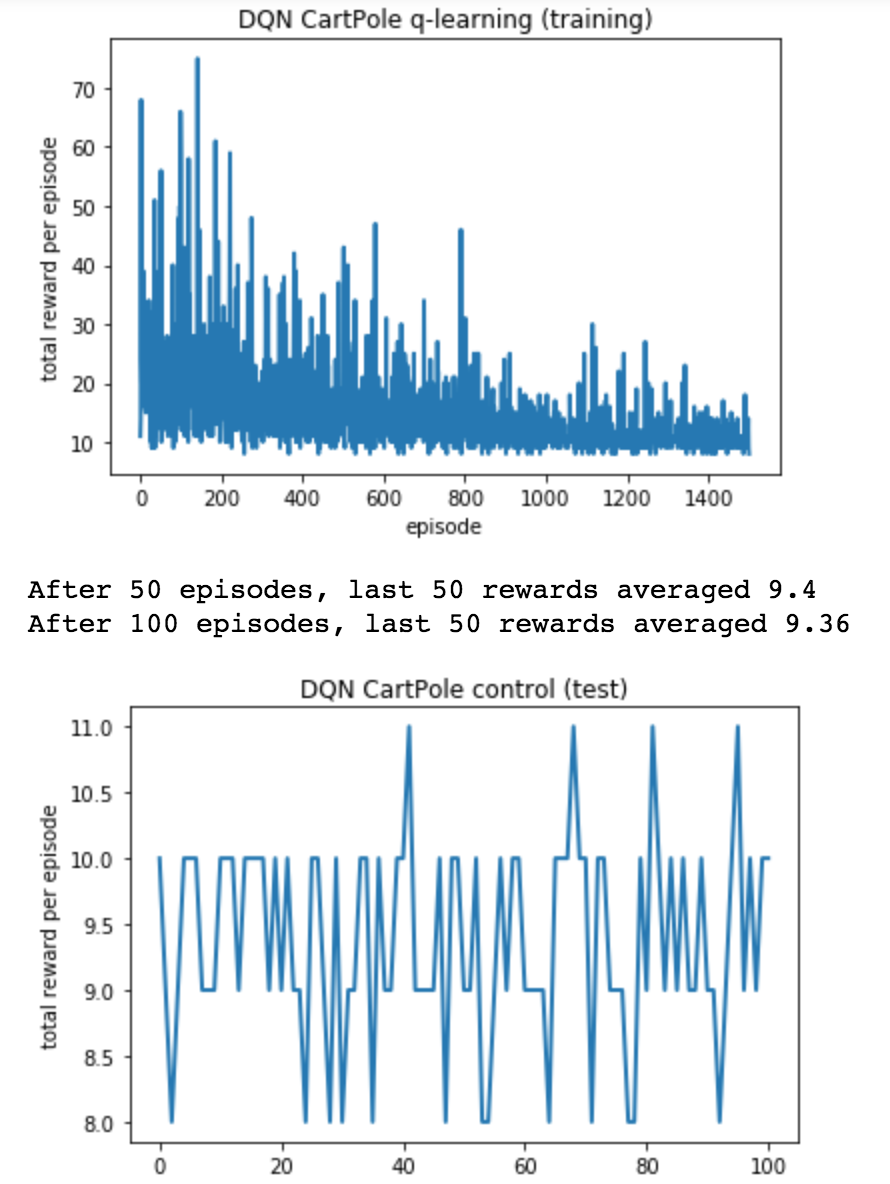 DQN CartPole q-learning (training)
total reward per episode
70
60
50
40
30
20
10
0 200 400 600 800 1000 1200 1400
episode
After 50 episodes, last 50 rewards averaged 9.4
After 100 episodes, last 50 rewards averaged 9.36
DQN CartPole control (test)
total reward per episode
11.0
10.5
10.0
9.5
9.0
8.5
8.0
0 20 40 60 80 100